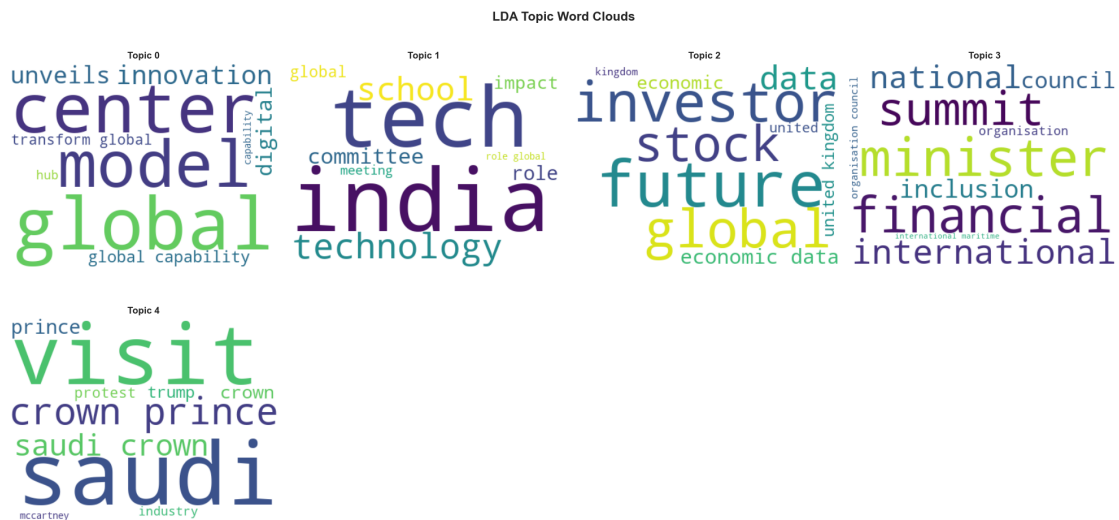 LDA Topic Word Clouds
Topic 0
unveils innovation
center
digital
capability
transform global
hub
model
global
global capability
Topic 1
global
school
impact
tech
committee
role global
meeting
role
india
technology
Topic 2
kingdom
economic
data
investor
stock
united
united kingdom
future
global
economic data
Topic 3
national
council
summit
organisation council
organisation
minister
inclusion
financial
international maritime
international
Topic 4
prince
visit
protest
trump
crown
crown prince
saudi crown
saudi
mccartney
industry